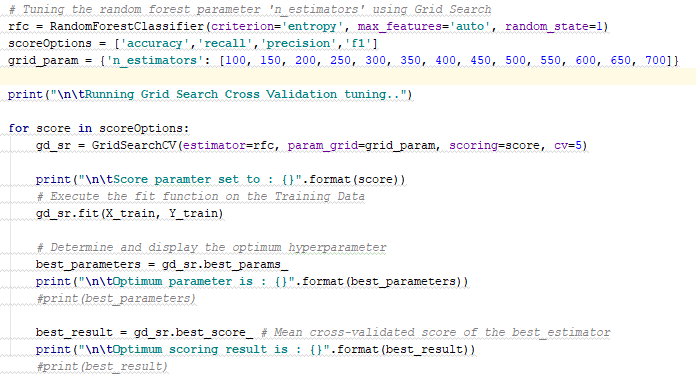 # Tuning the random forest parameter 'n_estimators' using Grid Search
rfc = RandomForestClassifier(criterion='entropy', max_features='auto', random_state=1)
scoreOptions = ['accuracy','recall','precision','f1']
grid_param = {'n_estimators': [100, 150, 200, 250, 300, 350, 400, 450, 500, 550, 600, 650, 700]}
print("\n\tRunning Grid Search Cross Validation tuning..")
for score in scoreOptions:
gd_sr = GridSearchCV(estimator=rfc, param_grid=grid_param, scoring=score, cv=5)
print("\n\tScore paramter set to : {}".format(score))
# Execute the fit function on the Training Data
gd_sr.fit(X_train, Y_train)
# Determine and display the optimum hyperparameter
best_parameters = gd_sr.best_params_
print("\n\tOptimum parameter is : {}".format(best_parameters))
#print(best_parameters)
best_result = gd_sr.best_score_ # Mean cross-validated score of the best_estimator
print("\n\tOptimum scoring result is : {}".format(best_result))
#print(best_result)